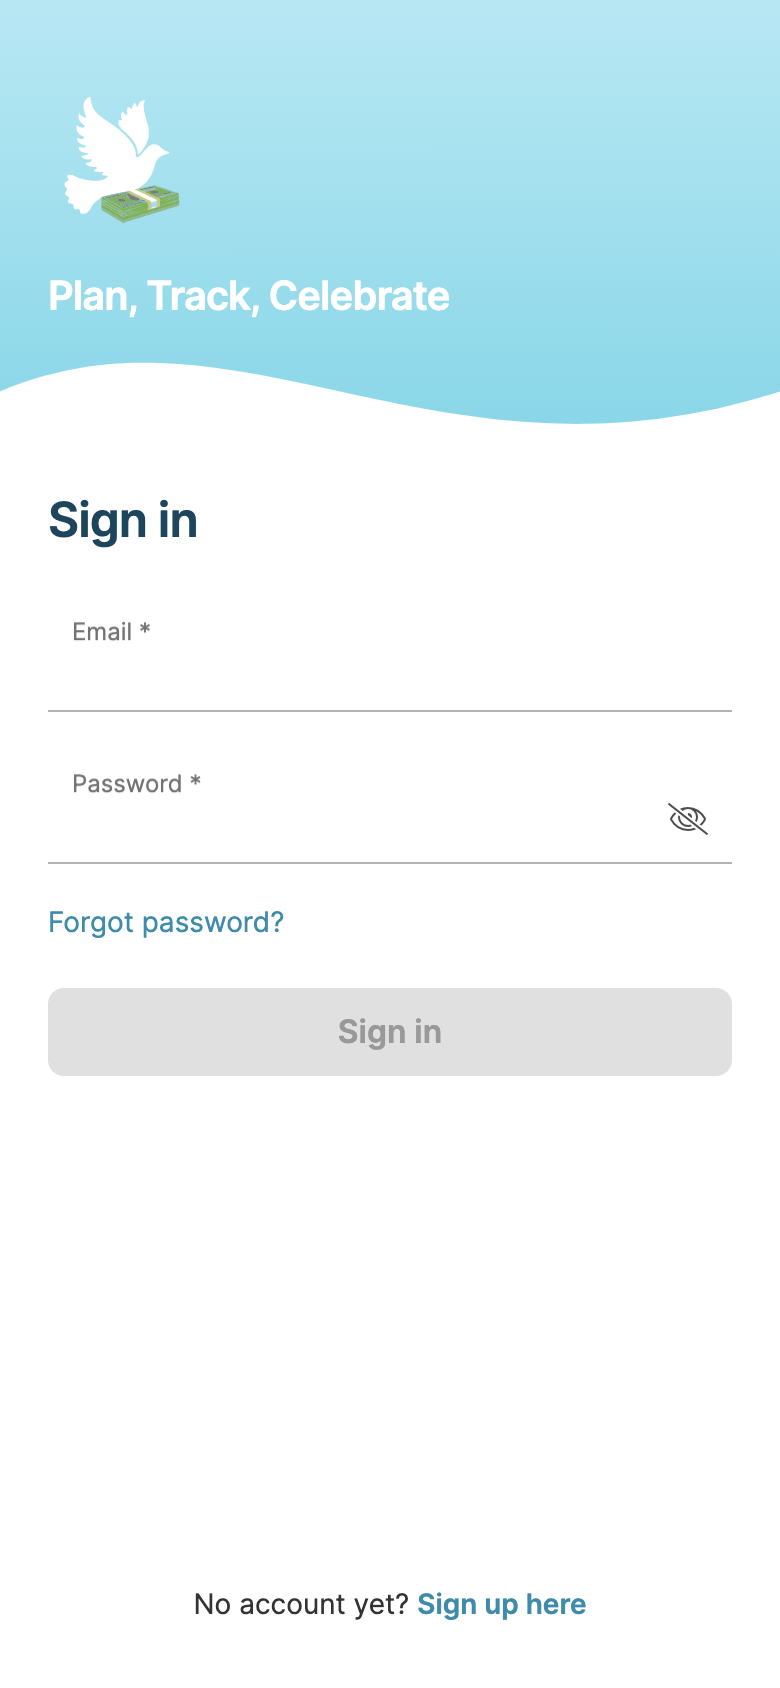 Plan, Track, Celebrate
Sign in
Email *
Password *
Forgot password?
Sign in
No account yet? Sign up here